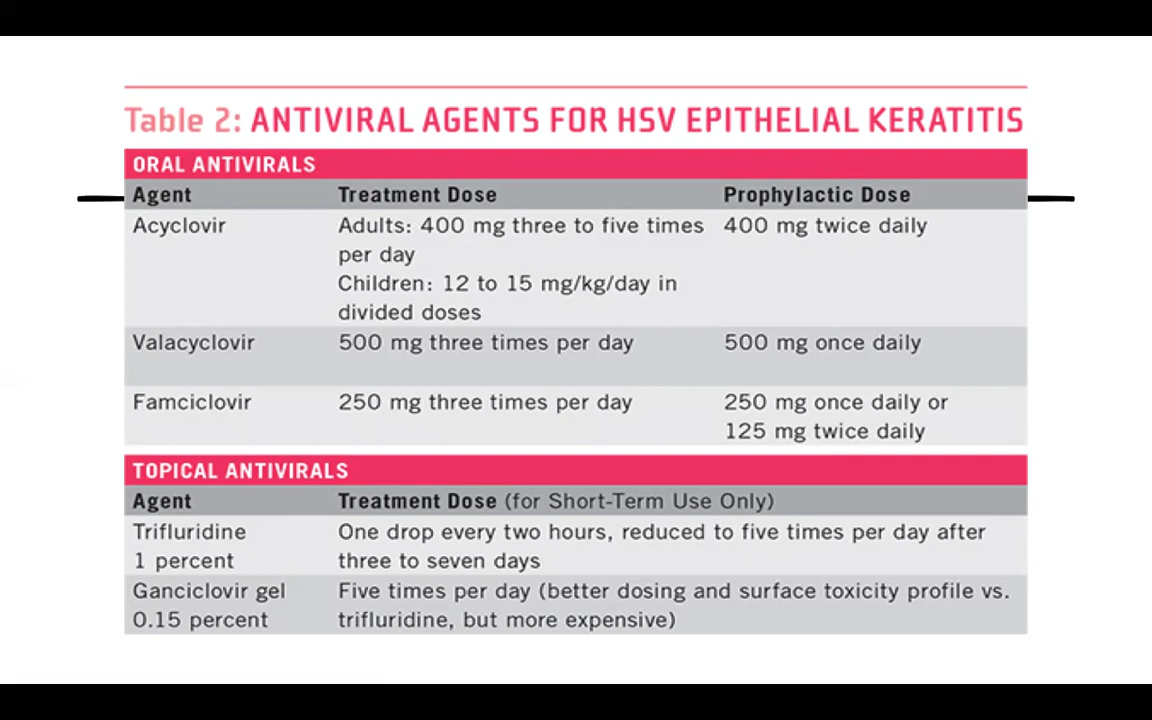 Table 2: ANTIVIRAL AGENTS FOR HSV EPITHELIAL KERATITIS
ORAL ANTIVIRALS
Agent Treatment Dose Prophylactic Dose
Acyclovir Adults: 400 mg three to five times 400 mg twice daily
per day
Children: 12 to 15 mg/kg/day in
divided doses
Valacyclovir 500 mg three times per day 500 mg once daily
Famciclovir 250 mg three times per day 250 mg once daily or
125 mg twice daily
TOPICAL ANTIVIRALS
Agent Treatment Dose (for Short-Term Use Only)
Trifluridine One drop every two hours, reduced to five times per day after
1 percent three to seven days
Ganciclovir gel Five times per day (better dosing and surface toxicity profile vs.
0.15 percent trifluridine, but more expensive)